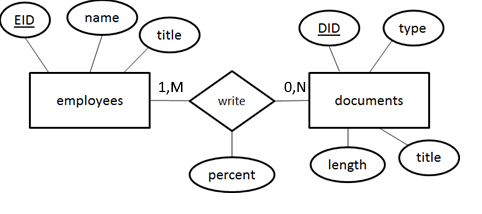 EID
name
title
DID
type
employees
1,M
write
0,N
documents
percent
length
title